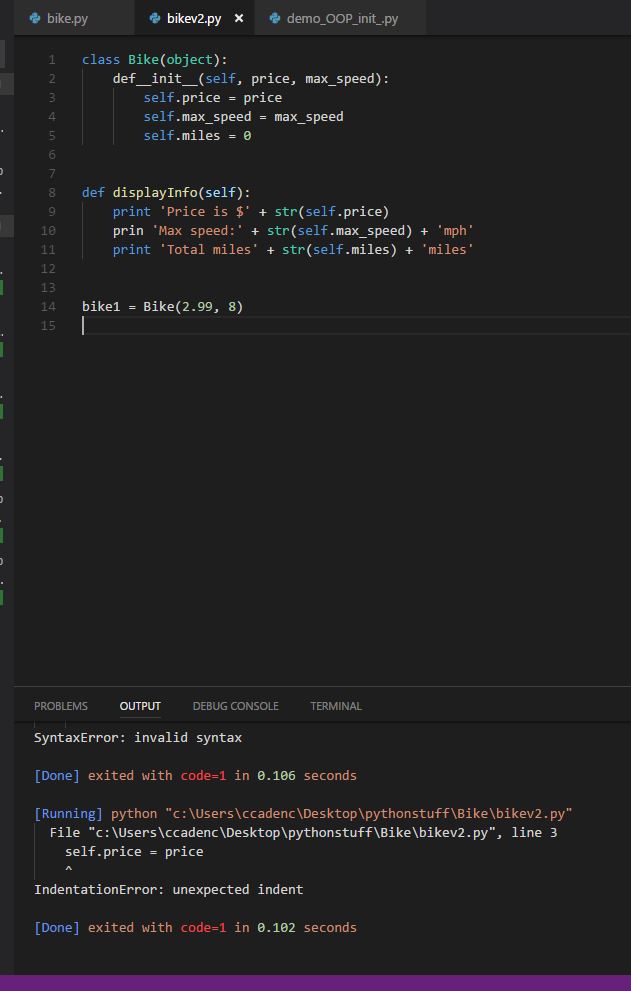 bike.py bikev2.py × demo_OOP_init_.py
1 class Bike(object):
2 def__init__(self, price, max_speed):
3 self.price = price
4 self.max_speed = max_speed
5 self.miles = 0
6
7
8 def displayInfo(self):
9 print 'Price is $' + str(self.price)
10 prin 'Max speed:' + str(self.max_speed) + 'mph'
11 print 'Total miles' + str(self.miles) + 'miles'
12
13
14 bike1 = Bike(2.99, 8)
15
PROBLEMS OUTPUT DEBUG CONSOLE TERMINAL
SyntaxError: invalid syntax
[Done] exited with code=1 in 0.106 seconds
[Running] python "c:\Users\ccadenc\Desktop\pythonstuff\Bike\bikev2.py"
File "c:\Users\ccadenc\Desktop\pythonstuff\Bike\bikev2.py", line 3
self.price = price
^
IndentationError: unexpected indent
[Done] exited with code=1 in 0.102 seconds